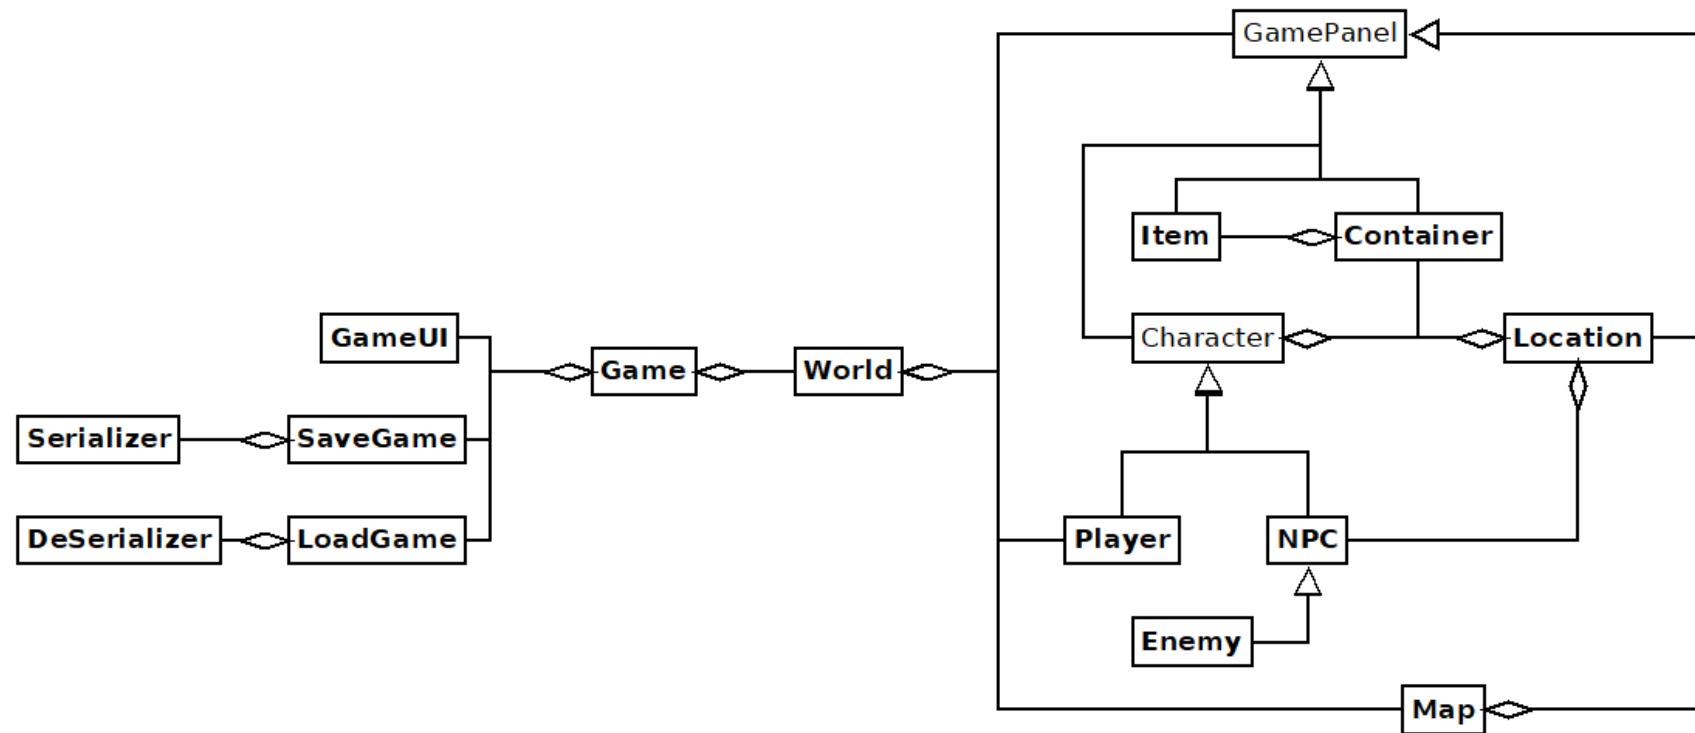 GamePanel
Item
Container
GameUI
Character
Location
Game
World
Serializer
SaveGame
DeSerializer
LoadGame
Player
NPC
Enemy
Map